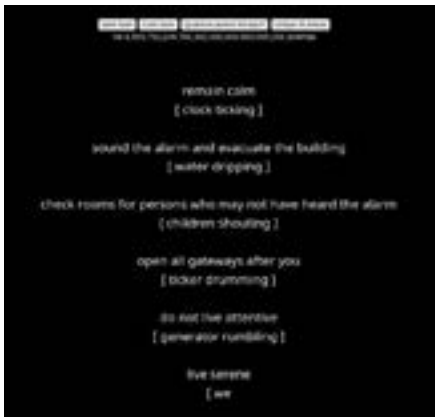 remain calm
[ clock ticking ]
sound the alarm and evacuate the building
[ water dripping ]
check rooms for persons who may not have heard the alarm
[ children shouting ]
open all gateways after you
[ ticker drumming ]
do not live attentive
[ generator rumbling ]
live serene
[ we